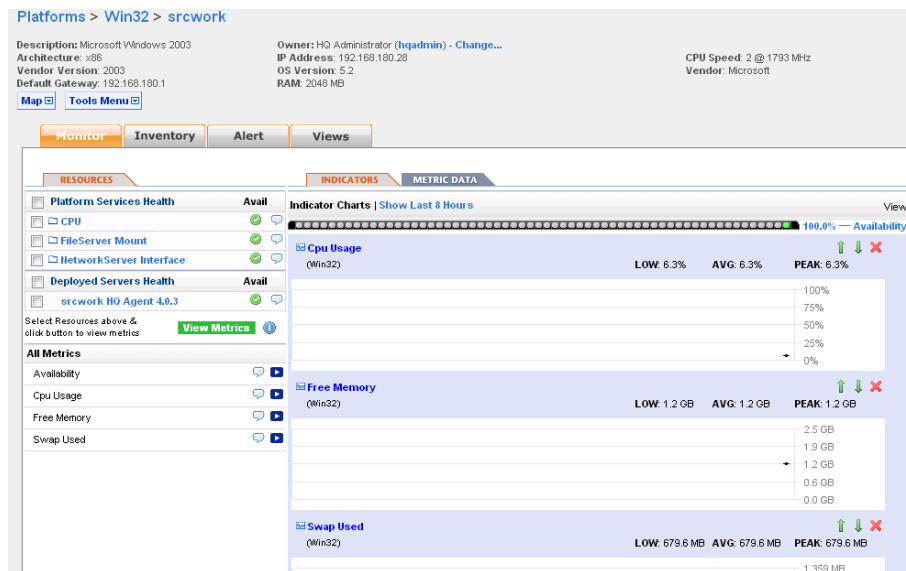 Platforms > Win32 > srcwork
Description: Microsoft Windows 2003
Owner: HQ Administrator (hqadmin) - Change...
Architecture: x86
IP Address: 192.168.180.28
CPU Speed: 2 @ 1793 MHz
Vendor Version: 2003
OS Version: 5.2
Vendor: Microsoft
Default Gateway: 192.168.180.1
RAM: 2048 MB
Map
Tools Menu
Monitor
Inventory
Alert
Views
RESOURCES
INDICATORS
METRIC DATA
Platform Services Health Avail
CPU
FileServer Mount
NetworkServer Interface
Deployed Servers Health Avail
srcwork HQ Agent 4.0.3
Select Resources above &
click button to view metrics
View Metrics
All Metrics
Availability
Cpu Usage
Free Memory
Swap Used
Indicator Charts | Show Last 8 Hours
View
100.0% — Availability
Cpu Usage
(Win32)
LOW: 6.3% AVG: 6.3% PEAK: 6.3%
100%
75%
50%
25%
0%
Free Memory
(Win32)
LOW: 1.2 GB AVG: 1.2 GB PEAK: 1.2 GB
2.5 GB
1.9 GB
1.2 GB
0.6 GB
0.0 GB
Swap Used
(Win32)
LOW: 679.6 MB AVG: 679.6 MB PEAK: 679.6 MB
1,359 MB